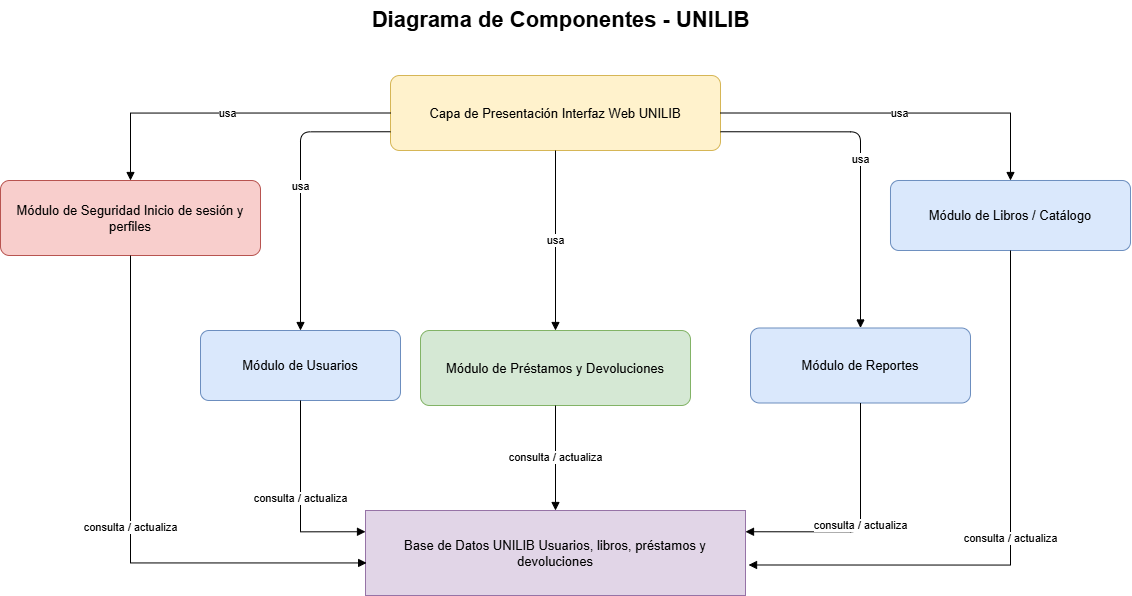 Diagrama de Componentes - UNILIB
Capa de Presentación Interfaz Web UNILIB
usa
usa
usa
usa
usa
Módulo de Seguridad Inicio de sesión y
perfiles
Módulo de Libros / Catálogo
Módulo de Usuarios
Módulo de Préstamos y Devoluciones
Módulo de Reportes
consulta / actualiza
consulta / actualiza
consulta / actualiza
consulta / actualiza
consulta / actualiza
Base de Datos UNILIB Usuarios, libros, préstamos y
devoluciones